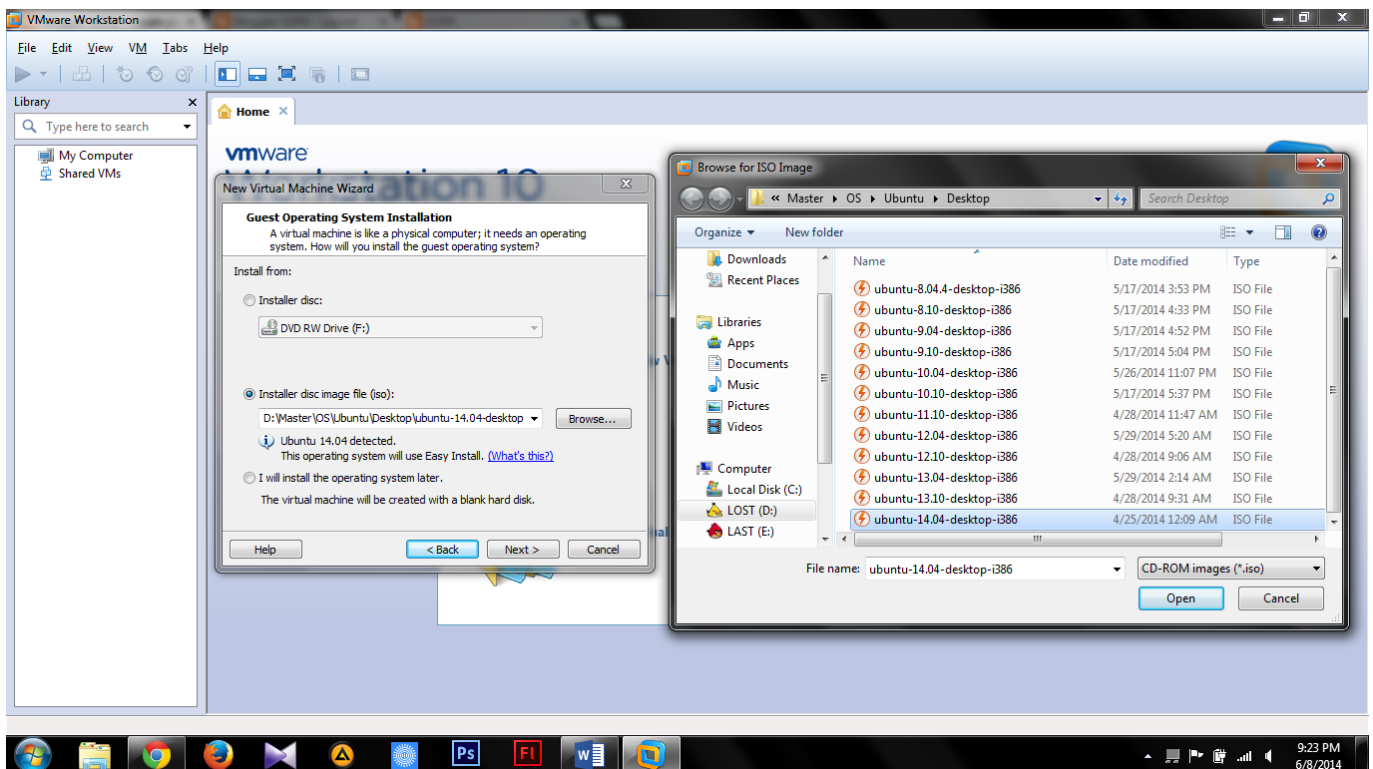 VMware Workstation
File Edit View VM Tabs Help
Library
Type here to search
My Computer
Shared VMs
Home
vmware
Workstation 10
New Virtual Machine Wizard
Guest Operating System Installation
A virtual machine is like a physical computer; it needs an operating
system. How will you install the guest operating system?
Install from:
Installer disc:
DVD RW Drive (F:)
Installer disc image file (iso):
D:\Master\OS\Ubuntu\Desktop\ubuntu-14.04-desktop
Browse...
Ubuntu 14.04 detected.
This operating system will use Easy Install. (What's this?)
I will install the operating system later.
The virtual machine will be created with a blank hard disk.
Help
< Back
Next >
Cancel
Browse for ISO Image
« Master OS Ubuntu Desktop
Search Desktop
Organize
New folder
Downloads
Recent Places
Libraries
Apps
Documents
Music
Pictures
Videos
Computer
Local Disk (C:)
LOST (D:)
LAST (E:)
Name Date modified Type
ubuntu-8.04.4-desktop-i386 5/17/2014 3:53 PM ISO File
ubuntu-8.10-desktop-i386 5/17/2014 4:33 PM ISO File
ubuntu-9.04-desktop-i386 5/17/2014 4:52 PM ISO File
ubuntu-9.10-desktop-i386 5/17/2014 5:04 PM ISO File
ubuntu-10.04-desktop-i386 5/26/2014 11:07 PM ISO File
ubuntu-10.10-desktop-i386 5/17/2014 5:37 PM ISO File
ubuntu-11.10-desktop-i386 4/28/2014 11:47 AM ISO File
ubuntu-12.04-desktop-i386 5/29/2014 5:20 AM ISO File
ubuntu-12.10-desktop-i386 4/28/2014 9:06 AM ISO File
ubuntu-13.04-desktop-i386 5/29/2014 2:14 AM ISO File
ubuntu-13.10-desktop-i386 4/28/2014 9:31 AM ISO File
ubuntu-14.04-desktop-i386 4/25/2014 12:09 AM ISO File
File name: ubuntu-14.04-desktop-i386
CD-ROM images (*.iso)
Open
Cancel
Ps
Fl
W
9:23 PM
6/8/2014